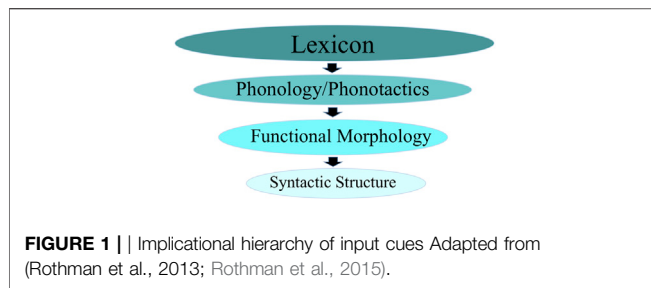 Lexicon
Phonology/Phonotactics
Functional Morphology
Syntactic Structure
FIGURE 1 | | Implicational hierarchy of input cues Adapted from
(Rothman et al., 2013; Rothman et al., 2015).